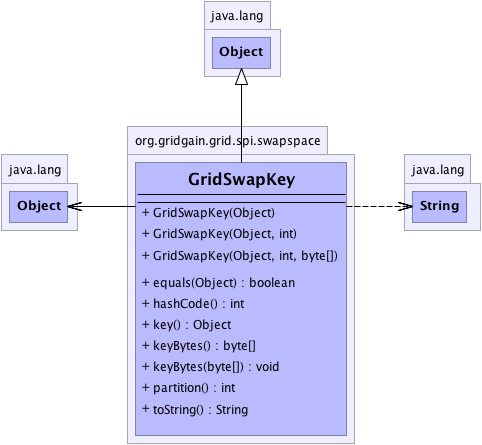 java.lang
Object
org.gridgain.grid.spi.swapspace
java.lang
Object
GridSwapKey
java.lang
String
+ GridSwapKey(Object)
+ GridSwapKey(Object, int)
+ GridSwapKey(Object, int, byte[])
+ equals(Object) : boolean
+ hashCode() : int
+ key() : Object
+ keyBytes() : byte[]
+ keyBytes(byte[]) : void
+ partition() : int
+ toString() : String